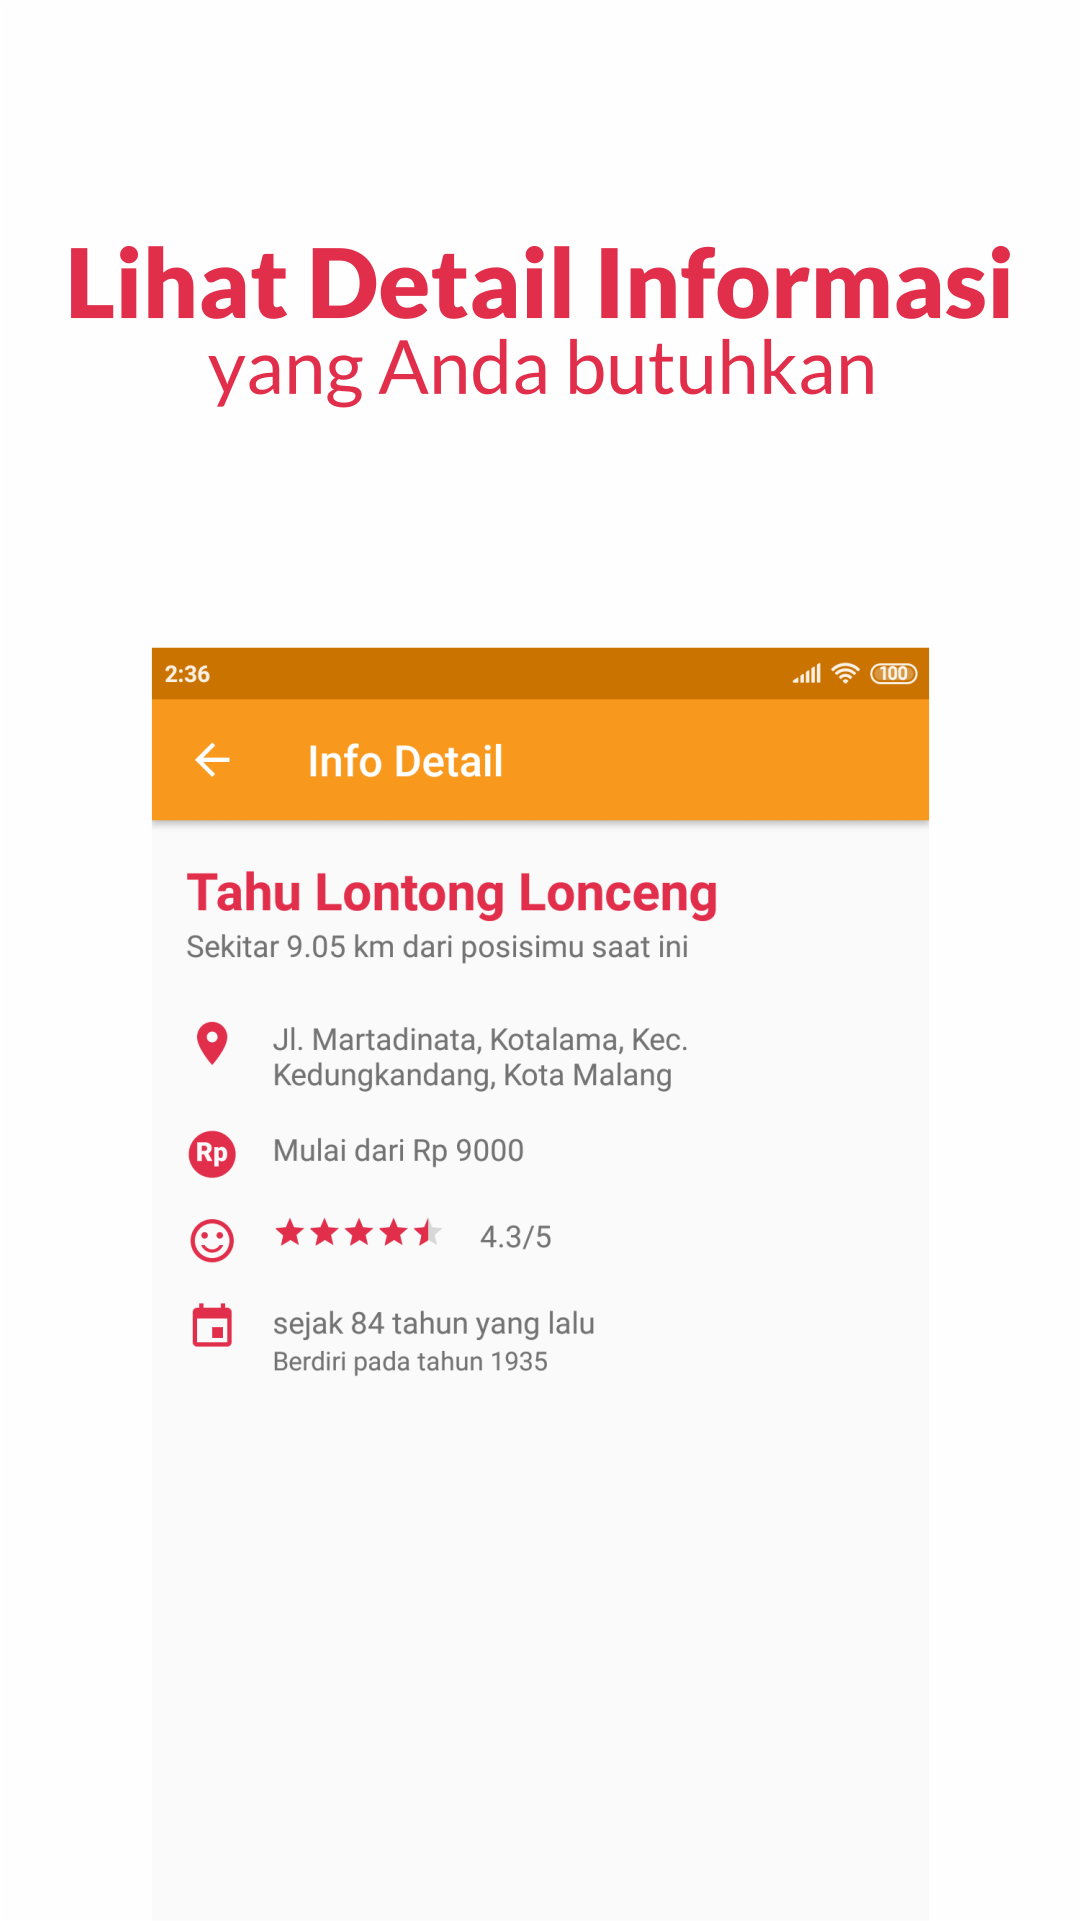 Lihat Detail Informasi
yang Anda butuhkan
2:36
100
Info Detail
Tahu Lontong Lonceng
Sekitar 9.05 km dari posisimu saat ini
Jl. Martadinata, Kotalama, Kec.
Kedungkandang, Kota Malang
Rp
Mulai dari Rp 9000
4.3/5
sejak 84 tahun yang lalu
Berdiri pada tahun 1935